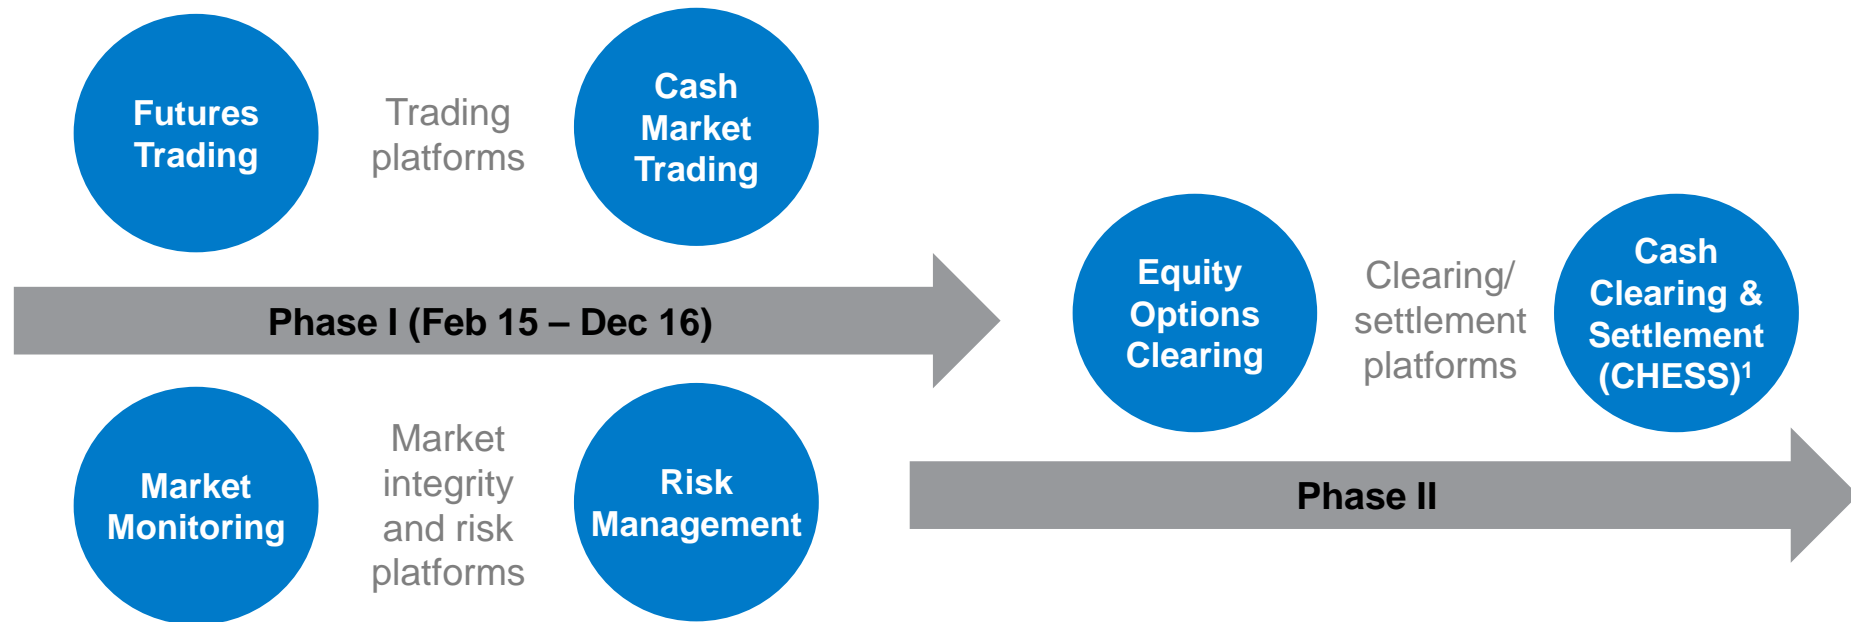 Futures
Trading
Trading
platforms
Cash
Market
Trading
Phase I (Feb 15 – Dec 16)
Market
Monitoring
Market
integrity
and risk
platforms
Risk
Management
Equity
Options
Clearing
Clearing/
settlement
platforms
Cash
Clearing &
Settlement
(CHESS)¹
Phase II